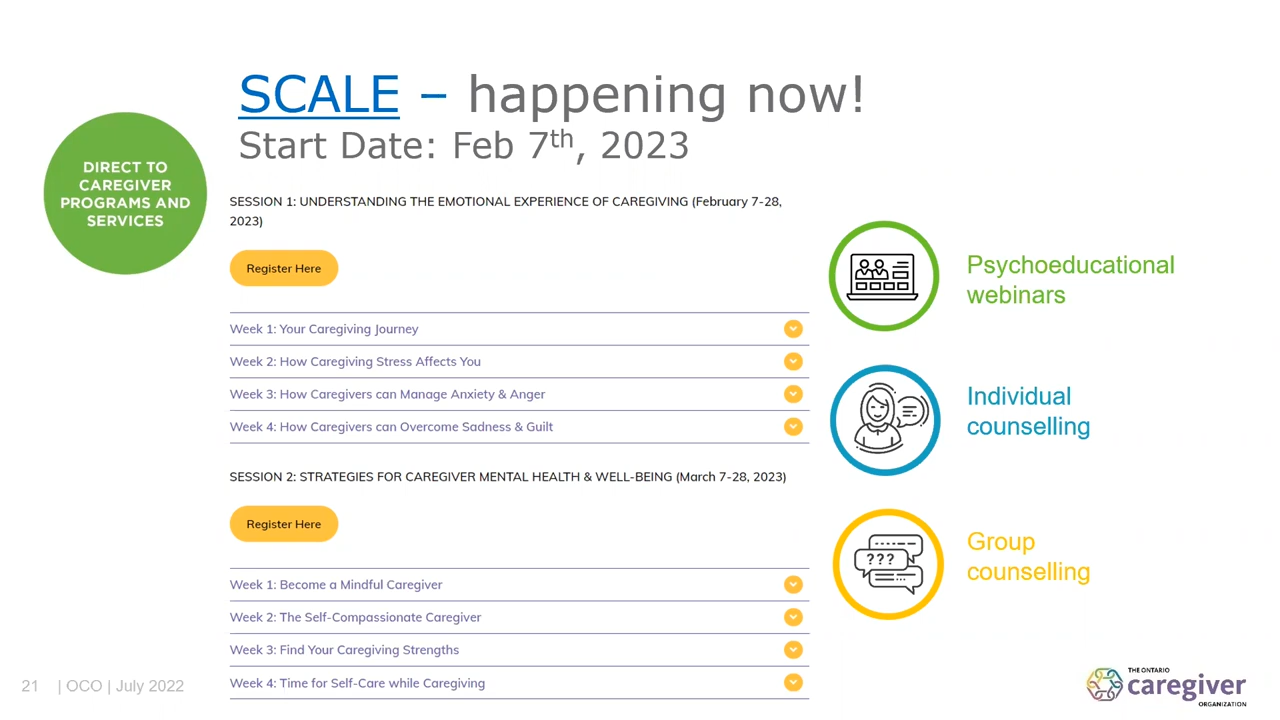 SCALE – happening now!
Start Date: Feb 7th, 2023
DIRECT TO
CAREGIVER
PROGRAMS AND
SERVICES
SESSION 1: UNDERSTANDING THE EMOTIONAL EXPERIENCE OF CAREGIVING (February 7-28,
2023)
Register Here
Week 1: Your Caregiving Journey
Week 2: How Caregiving Stress Affects You
Week 3: How Caregivers can Manage Anxiety & Anger
Week 4: How Caregivers can Overcome Sadness & Guilt
SESSION 2: STRATEGIES FOR CAREGIVER MENTAL HEALTH & WELL-BEING (March 7-28, 2023)
Register Here
Week 1: Become a Mindful Caregiver
Week 2: The Self-Compassionate Caregiver
Week 3: Find Your Caregiving Strengths
Week 4: Time for Self-Care while Caregiving
Psychoeducational
webinars
Individual
counselling
???
Group
counselling
21 | OCO | July 2022
THE ONTARIO
caregiver
ORGANIZATION